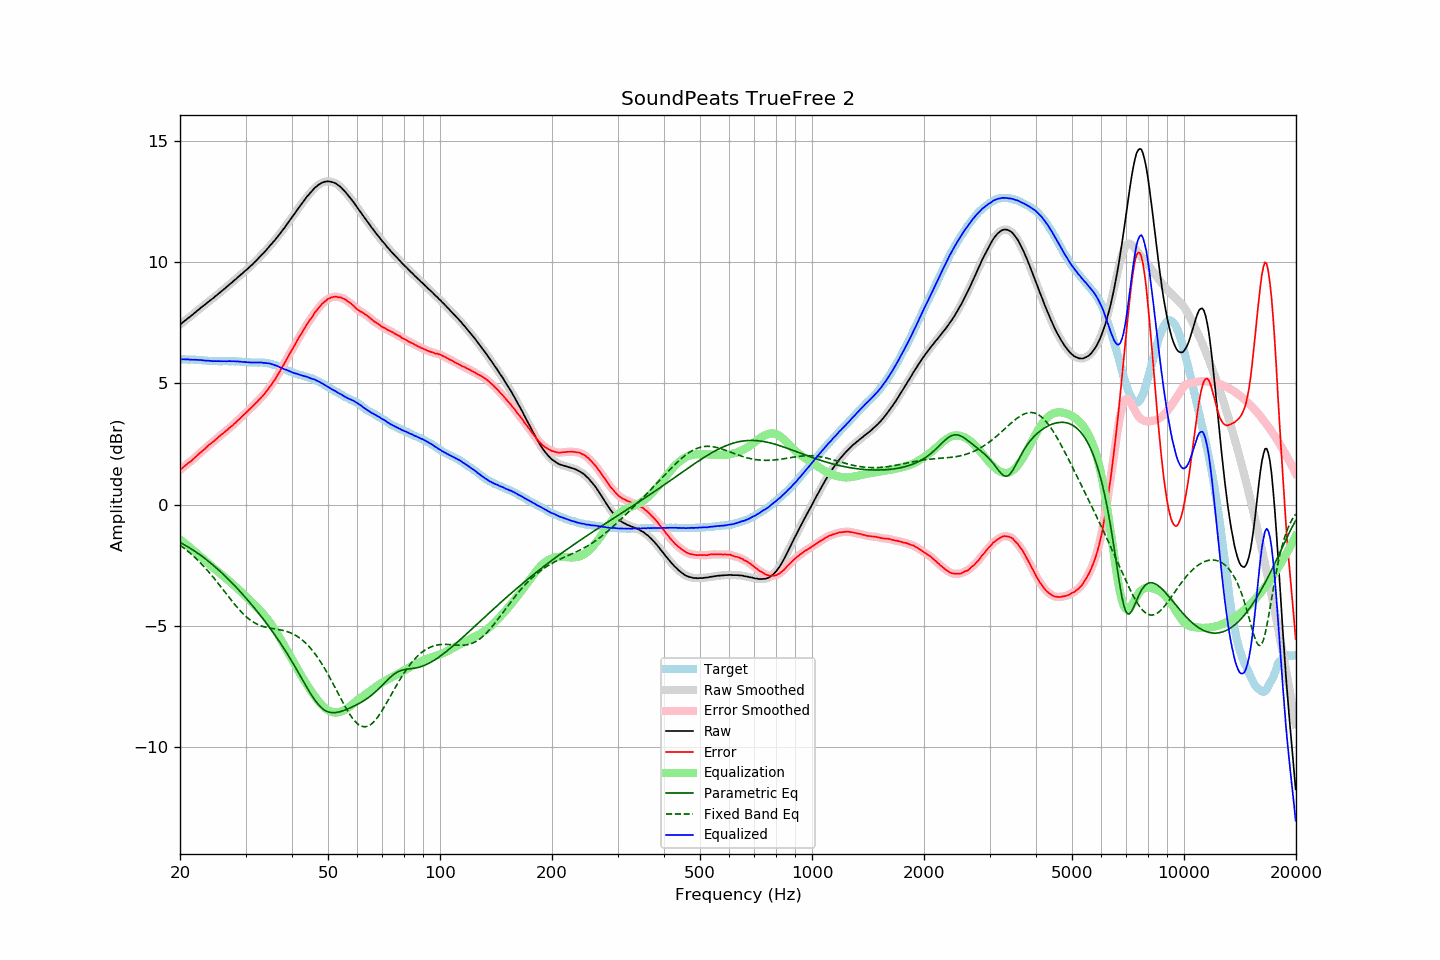 SoundPeats TrueFree 2
Amplitude (dBr)
15
10
5
0
−5
−10
Target
Raw Smoothed
Error Smoothed
Raw
Error
Equalization
Parametric Eq
Fixed Band Eq
Equalized
20
50
100
200
500
1000
2000
5000
10000
20000
Frequency (Hz)